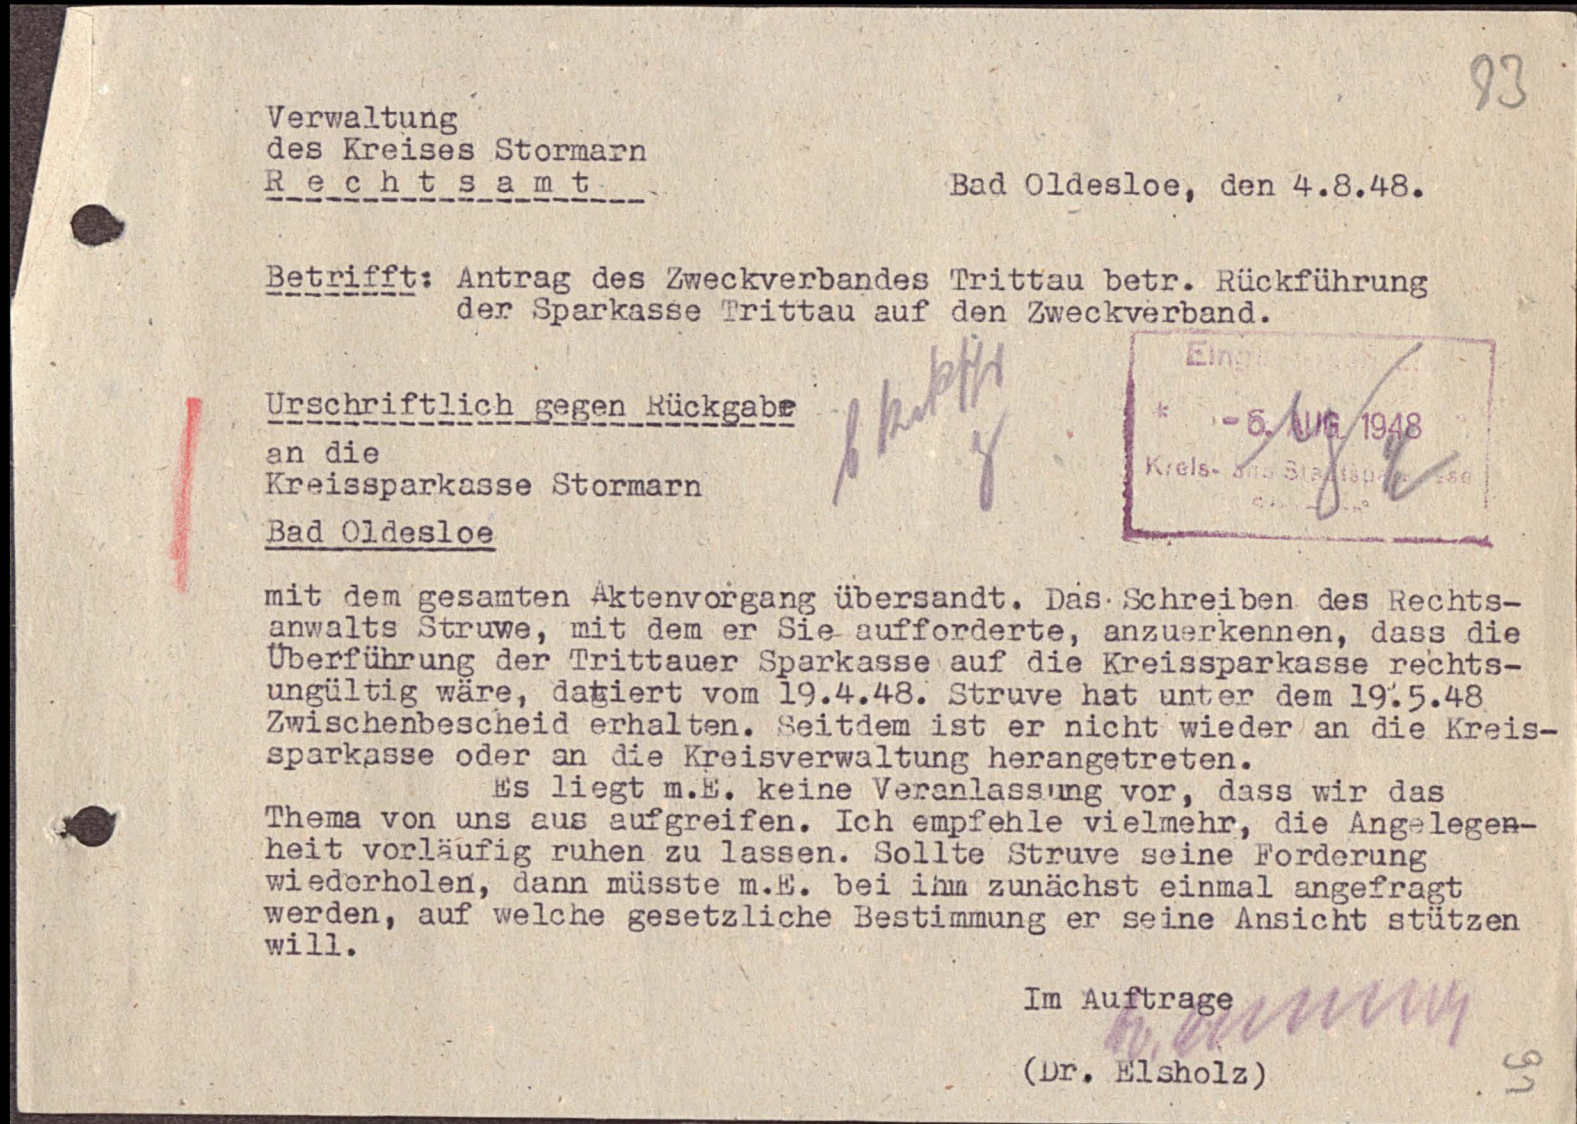 93
Verwaltung
des Kreises Stormarn
R e c h t s a m t
Bad Oldesloe, den 4.8.48.
Betrifft: Antrag des Zweckverbandes Trittau betr. Rückführung
der Sparkasse Trittau auf den Zweckverband.
Urschriftlich gegen Rückgabe
an die
Kreissparkasse Stormarn
Bad Oldesloe
-5. AUG. 1948
Kreis- und Stadtsparkasse
mit dem gesamten Aktenvorgang übersandt. Das Schreiben des Rechts-
anwalts Struwe, mit dem er Sie aufforderte, anzuerkennen, dass die
Überführung der Trittauer Sparkasse auf die Kreissparkasse rechts-
ungültig wäre, datiert vom 19.4.48. Struve hat unter dem 19.5.48
Zwischenbescheid erhalten. Seitdem ist er nicht wieder an die Kreis-
sparkasse oder an die Kreisverwaltung herangetreten.
Es liegt m.E. keine Veranlassung vor, dass wir das
Thema von uns aus aufgreifen. Ich empfehle vielmehr, die Angelegen-
heit vorläufig ruhen zu lassen. Sollte Struve seine Forderung
wiederholen, dann müsste m.E. bei ihm zunächst einmal angefragt
werden, auf welche gesetzliche Bestimmung er seine Ansicht stützen
will.
Im Auftrage
(Dr. Elsholz)